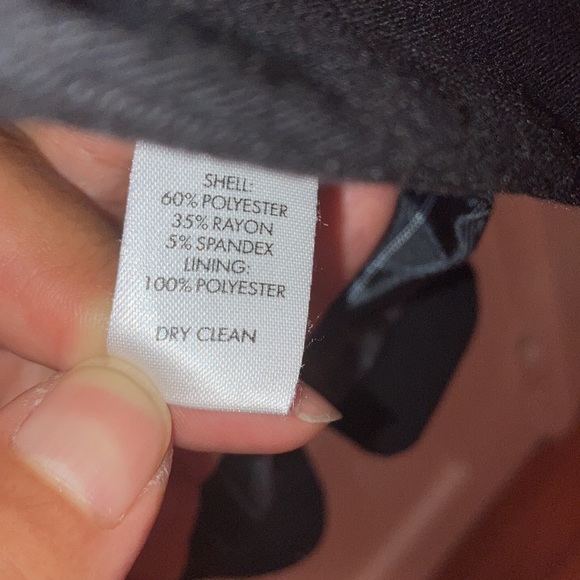 SHELL:
60% POLYESTER
35% RAYON
5% SPANDEX
LINING:
100% POLYESTER
DRY CLEAN